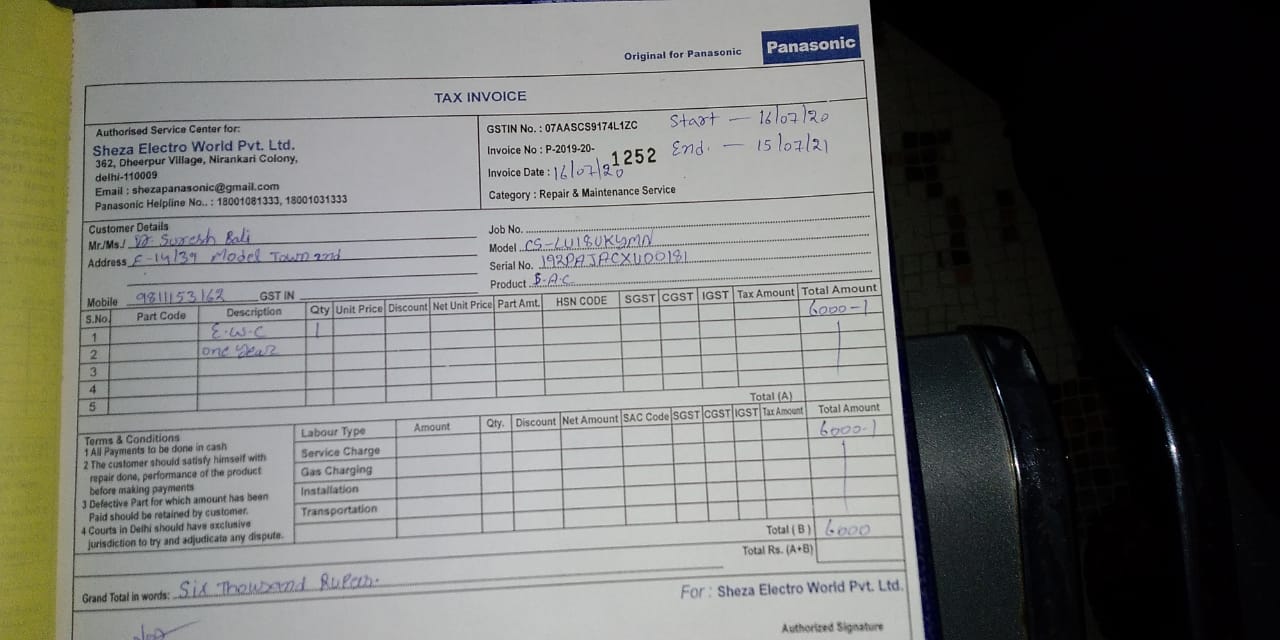 Original for Panasonic
Panasonic
TAX INVOICE
Authorised Service Center for:
Sheza Electro World Pvt. Ltd.
362, Dheerpur Village, Nirankari Colony,
delhi-110009
Email : shezapanasonic@gmail.com
Panasonic Helpline No.. : 18001081333, 18001031333
GSTIN No. : 07AASCS9174L1ZC
Invoice No : P-2019-20- 1252
Invoice Date : 16/07/20
Category : Repair & Maintenance Service
Start — 16/07/20
End. — 15/07/21
Customer Details
Mr/Ms./ Dr Suresh Bali
Address E-14/39 Model Town 2nd
Mobile 9811153162 GST IN
Job No.
Model CS-LU18UKYMN
Serial No.
Product
S.No. Part Code Description Qty Unit Price Discount Net Unit Price Part Amt. HSN CODE SGST CGST IGST Tax Amount Total Amount
1 E.W.C 1 6000-1
2 one year
3
4
5
Total (A)
Terms & Conditions
1 All Payments to be done in cash
2 The customer should satisfy himself with
repair done, performance of the product
before making payments
3 Defective Part for which amount has been
Paid should be retained by customer.
4 Courts in Delhi should have exclusive
jurisdiction to try and adjudicate any dispute.
Labour Type Amount Qty. Discount Net Amount SAC Code SGST CGST IGST Tax Amount Total Amount
Service Charge 6000-1
Gas Charging
Installation
Transportation
Total ( B ) 6000
Total Rs. (A+B)
Grand Total in words: Six Thousand
For : Sheza Electro World Pvt. Ltd.
Authorized Signature